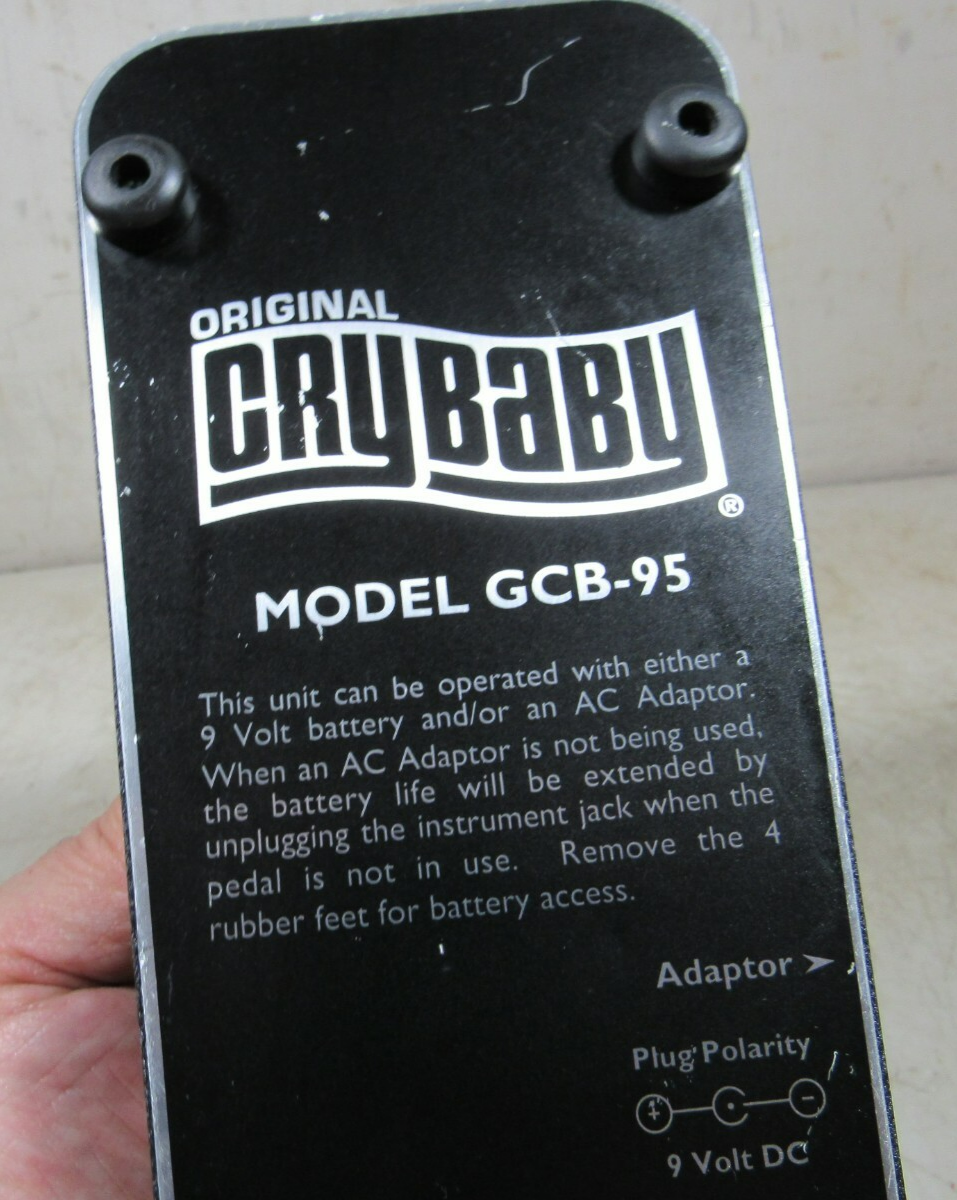 ORIGINAL
CRYBABY
®
MODEL GCB-95
This unit can be operated with either a
9 Volt battery and/or an AC Adaptor.
When an AC Adaptor is not being used,
the battery life will be extended by
unplugging the instrument jack when the
pedal is not in use. Remove the 4
rubber feet for battery access.
Adaptor ➤
Plug Polarity
+ −
9 Volt DC